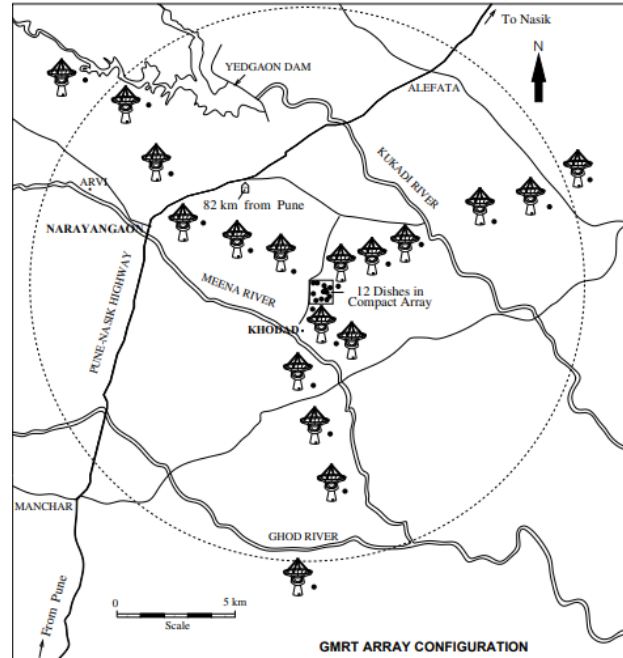 To Nasik
N
YEDGAON DAM
ALEFATA
KUKADI RIVER
ARVI
82 km from Pune
NARAYANGAON
MEENA RIVER
12 Dishes in
Compact Array
KHODAD
PUNE-NASIK HIGHWAY
MANCHAR
GHOD RIVER
From Pune
0 5 km
Scale
GMRT ARRAY CONFIGURATION